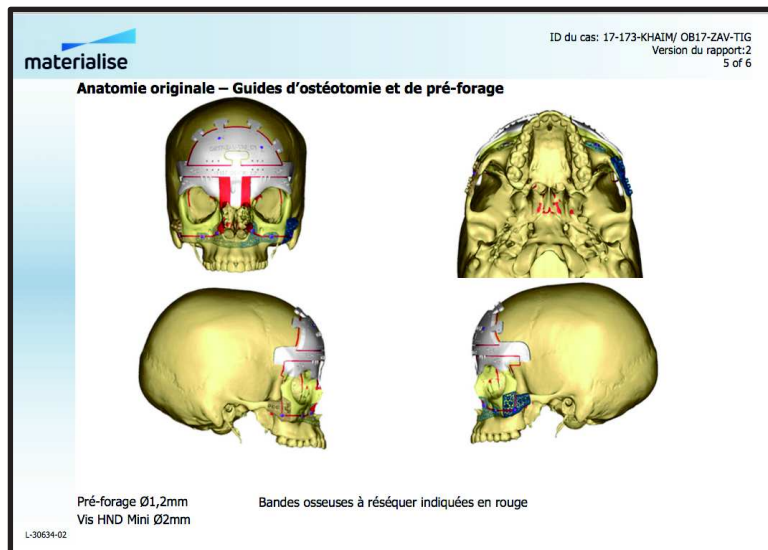 materialise
ID du cas: 17-173-KHAIM/ OB17-ZAV-TIG
Version du rapport:2
5 of 6
Anatomie originale – Guides d'ostéotomie et de pré-forage
Pré-forage Ø1,2mm
Bandes osseuses à réséquer indiquées en rouge
Vis HND Mini Ø2mm
L-30634-02